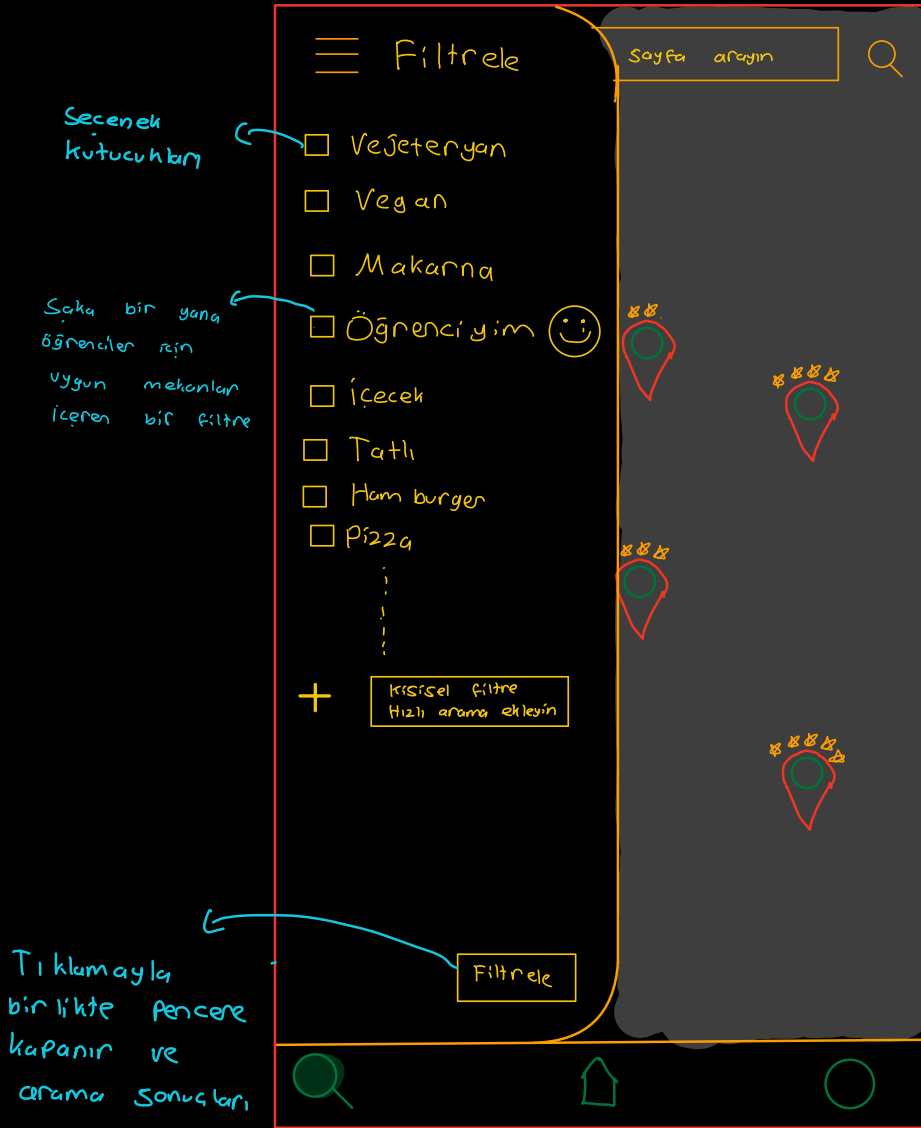 Filtrele
Sayfa arayın
Seçenek
kutucukları
Vejeteryan
Vegan
Makarna
Şaka bir yana
öğrenciler için
uygun mekanlar
içeren bir filtre
Öğrenciyim
İçecek
Tatlı
Hamburger
Pizza
+
kişisel filtre
Hızlı arama ekleyin
Filtrele
Tıklamayla
birlikte pencere
kapanır ve
arama sonuçları